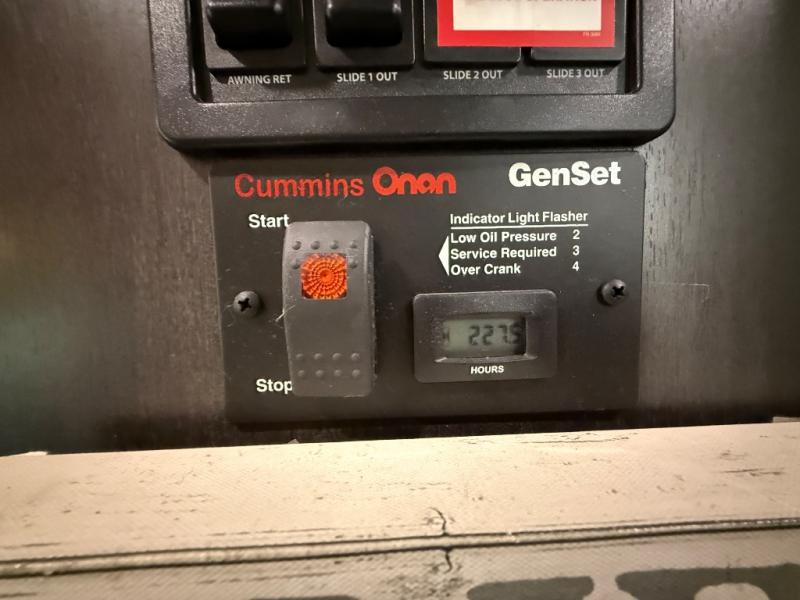 AWNING RET
SLIDE 1 OUT
SLIDE 2 OUT
SLIDE 3 OUT
Cummins Onan
GenSet
Start
Indicator Light Flasher
Low Oil Pressure 2
Service Required 3
Over Crank 4
227.5
HOURS
Stop